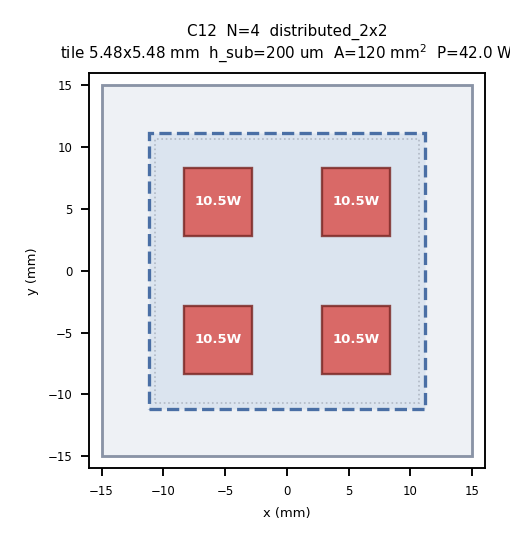 C12 N=4 distributed_2x2
tile 5.48x5.48 mm h_sub=200 um A=120 mm² P=42.0 W
15
10
5
0
−5
−10
−15
y (mm)
10.5W 10.5W
10.5W 10.5W
−15 −10 −5 0 5 10 15
x (mm)